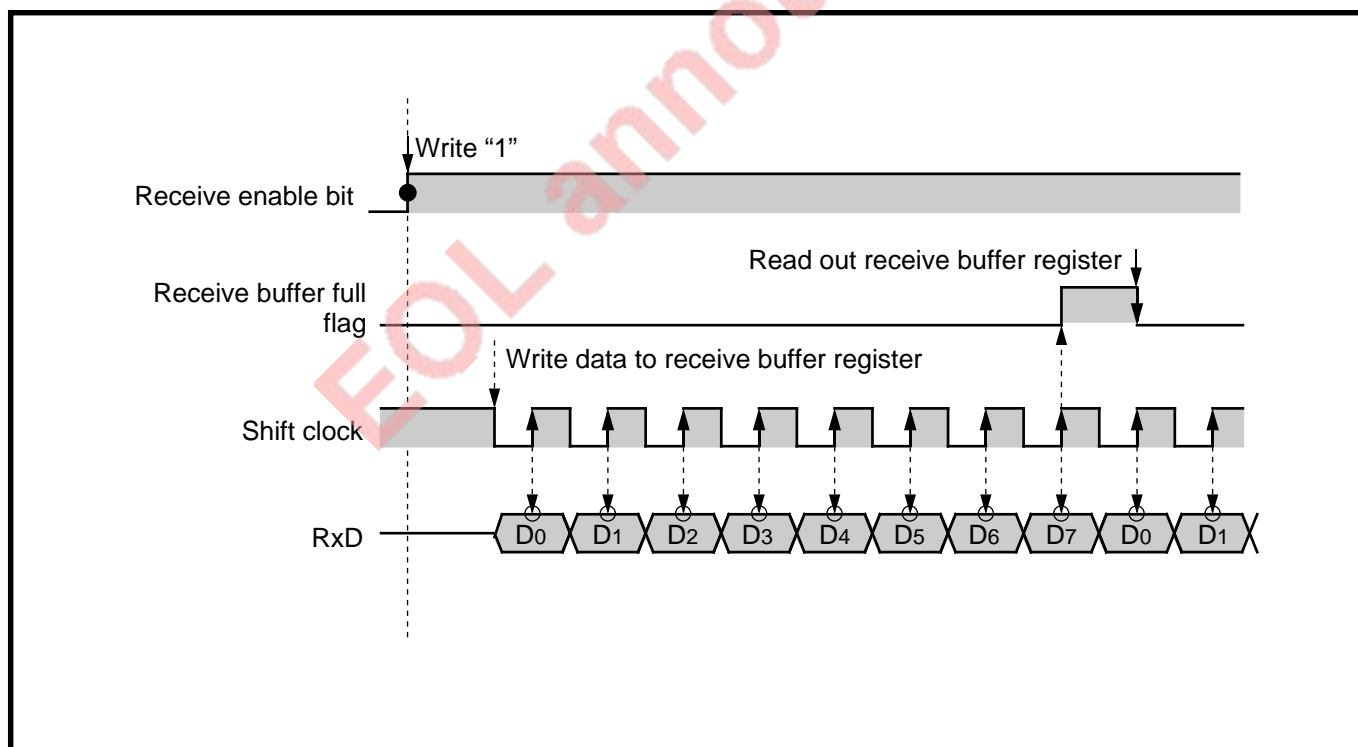 EOL annou
Write “1”
Receive enable bit
Read out receive buffer register
Receive buffer full
flag
Write data to receive buffer register
Shift clock
RxD
D0 D1 D2 D3 D4 D5 D6 D7 D0 D1